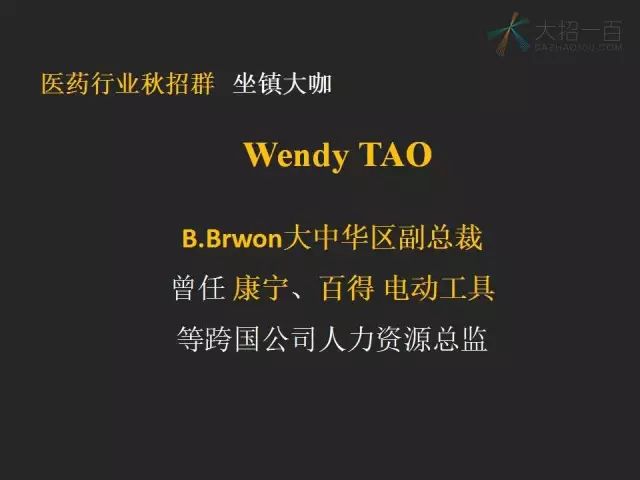 大招一百
DAZHAO100.COM
医药行业秋招群 坐镇大咖
Wendy TAO
B.Brwon大中华区副总裁
曾任 康宁、百得 电动工具
等跨国公司人力资源总监